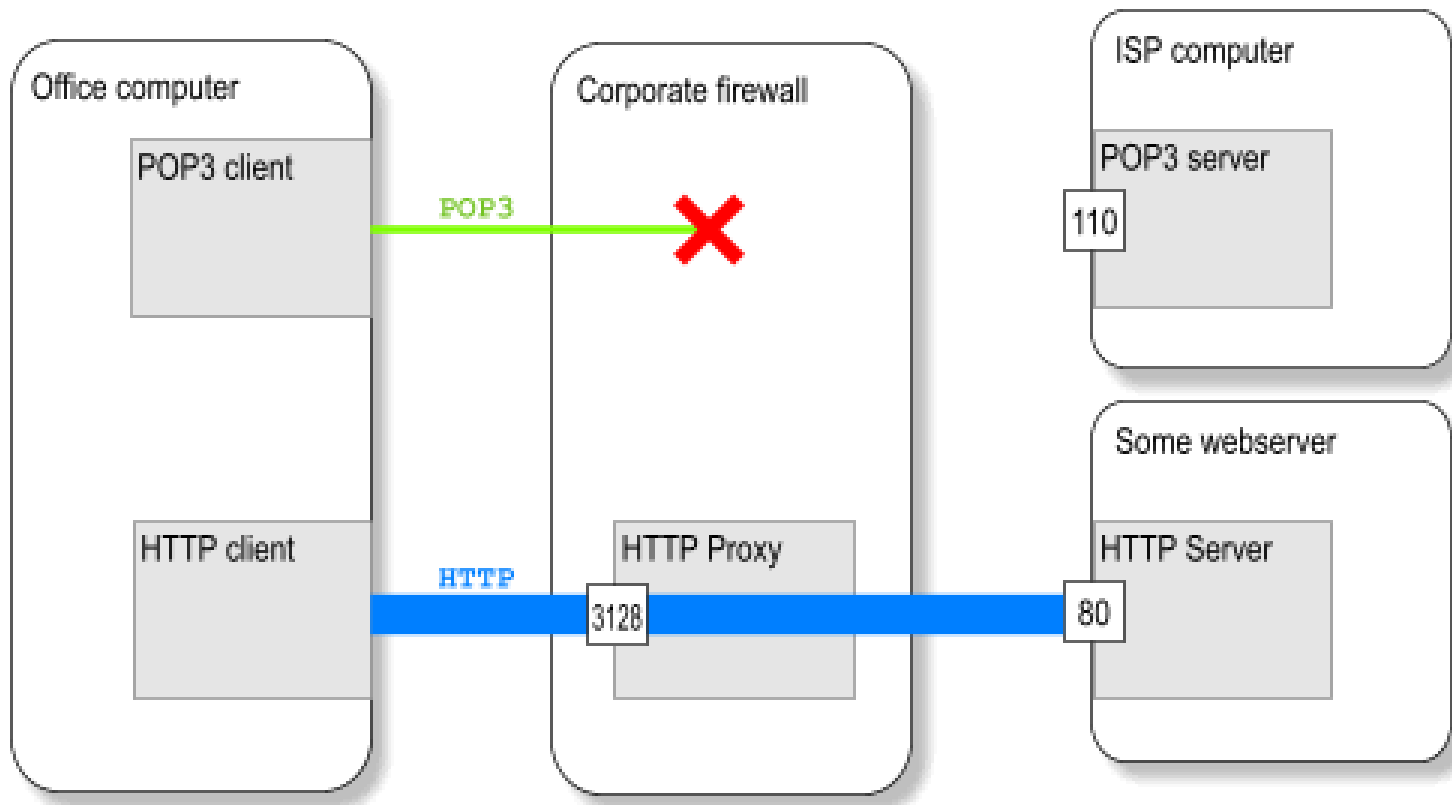 Office computer
POP3 client
HTTP client
POP3
HTTP
Corporate firewall
HTTP Proxy
3128
ISP computer
POP3 server
110
Some webserver
HTTP Server
80